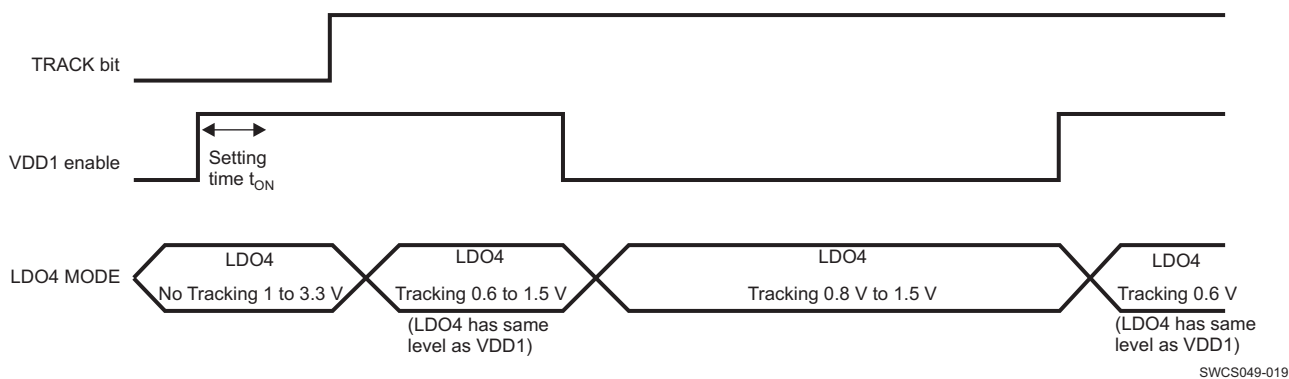 TRACK bit
VDD1 enable
Setting
time tON
LDO4 MODE
LDO4
No Tracking 1 to 3.3 V
LDO4
Tracking 0.6 to 1.5 V
(LDO4 has same
level as VDD1)
LDO4
Tracking 0.8 V to 1.5 V
LDO4
Tracking 0.6 V
(LDO4 has same
level as VDD1)
SWCS049-019